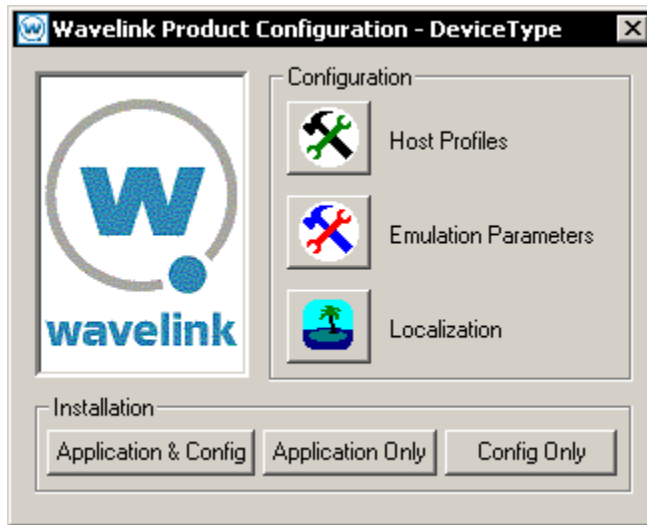 Wavelink Product Configuration - DeviceType
Configuration
Host Profiles
Emulation Parameters
Localization
w
wavelink
Installation
Application & Config
Application Only
Config Only